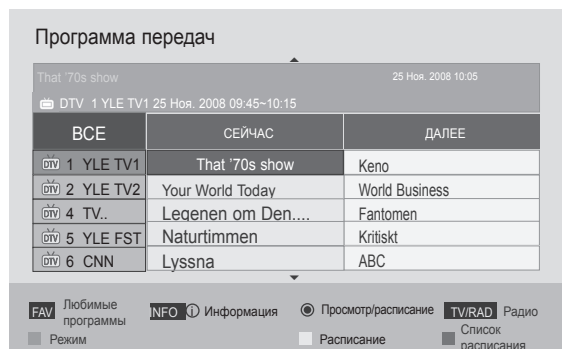 Программа передач
That '70s show 25 Ноя. 2008 10:05
DTV 1 YLE TV1 25 Ноя. 2008 09:45~10:15
ВСЕ СЕЙЧАС ДАЛЕЕ
DTV 1 YLE TV1 That '70s show Keno
DTV 2 YLE TV2 Your World Today World Business
DTV 4 TV.. Legenen om Den.... Fantomen
DTV 5 YLE FST Naturtimmen Kritiskt
DTV 6 CNN Lyssna ABC
FAV Любимые программы INFO i Информация Просмотр/расписание TV/RAD Радио
Режим Расписание Список расписания